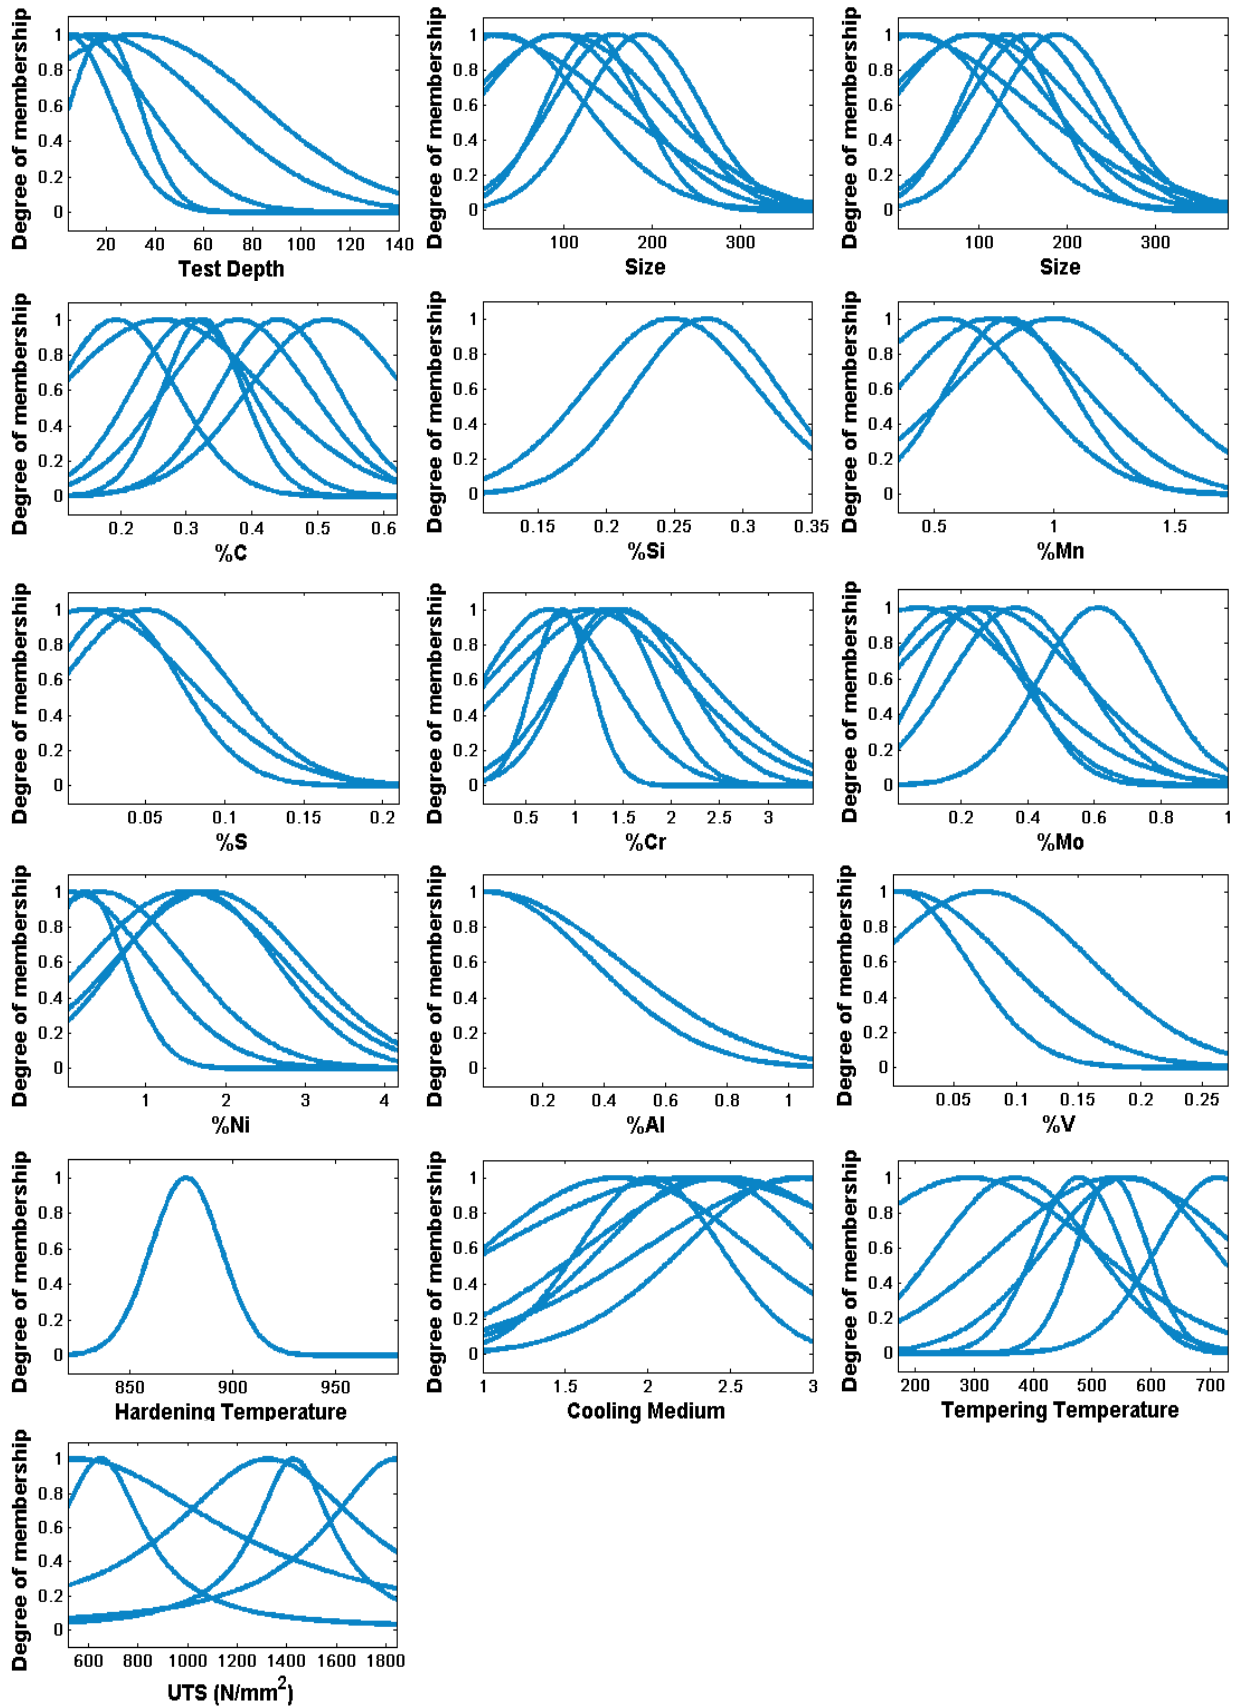 Degree of membership
1
0.8
0.6
0.4
0.2
0
20 40 60 80 100 120 140
Test Depth
Degree of membership
1
0.8
0.6
0.4
0.2
0
100 200 300
Size
Degree of membership
1
0.8
0.6
0.4
0.2
0
100 200 300
Size
Degree of membership
1
0.8
0.6
0.4
0.2
0
0.2 0.3 0.4 0.5 0.6
%C
Degree of membership
1
0.8
0.6
0.4
0.2
0
0.15 0.2 0.25 0.3 0.35
%Si
Degree of membership
1
0.8
0.6
0.4
0.2
0
0.5 1 1.5
%Mn
Degree of membership
1
0.8
0.6
0.4
0.2
0
0.05 0.1 0.15 0.2
%S
Degree of membership
1
0.8
0.6
0.4
0.2
0
0.5 1 1.5 2 2.5 3
%Cr
Degree of membership
1
0.8
0.6
0.4
0.2
0
0.2 0.4 0.6 0.8 1
%Mo
Degree of membership
1
0.8
0.6
0.4
0.2
0
1 2 3 4
%Ni
Degree of membership
1
0.8
0.6
0.4
0.2
0
0.2 0.4 0.6 0.8 1
%Al
Degree of membership
1
0.8
0.6
0.4
0.2
0
0.05 0.1 0.15 0.2 0.25
%V
Degree of membership
1
0.8
0.6
0.4
0.2
0
850 900 950
Hardening Temperature
Degree of membership
1
0.8
0.6
0.4
0.2
0
1 1.5 2 2.5 3
Cooling Medium
Degree of membership
1
0.8
0.6
0.4
0.2
0
200 300 400 500 600 700
Tempering Temperature
Degree of membership
1
0.8
0.6
0.4
0.2
0
600 800 1000 1200 1400 1600 1800
UTS (N/mm²)